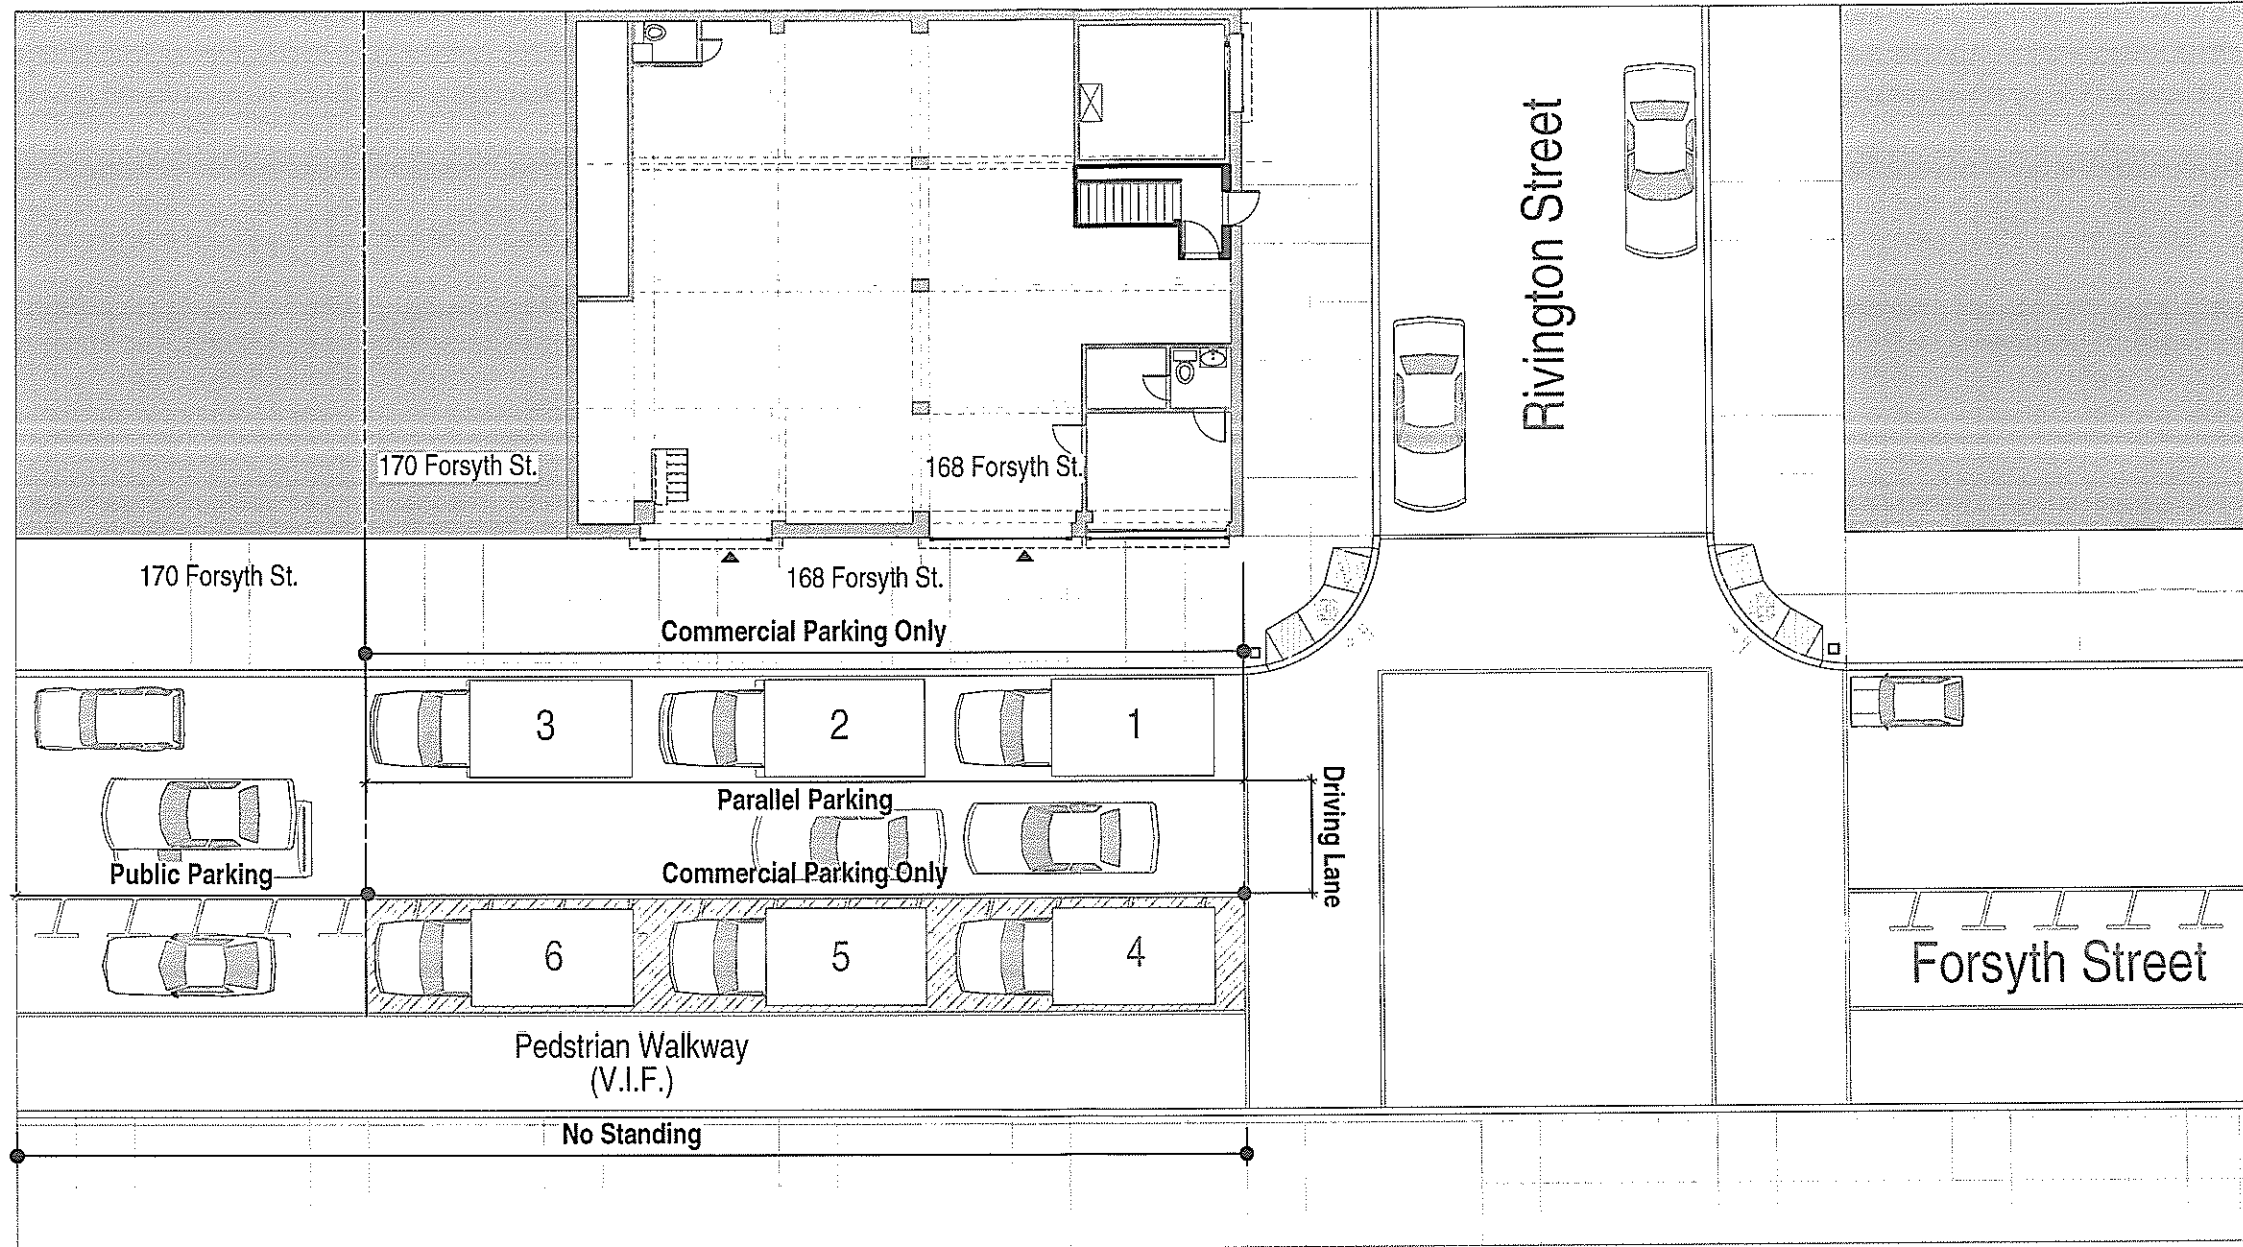 Rivington Street
170 Forsyth St.
168 Forsyth St.
170 Forsyth St.
168 Forsyth St.
Commercial Parking Only
3
2
1
Parallel Parking
Driving Lane
Public Parking
Commercial Parking Only
6
5
4
Forsyth Street
Pedstrian Walkway
(V.I.F.)
No Standing